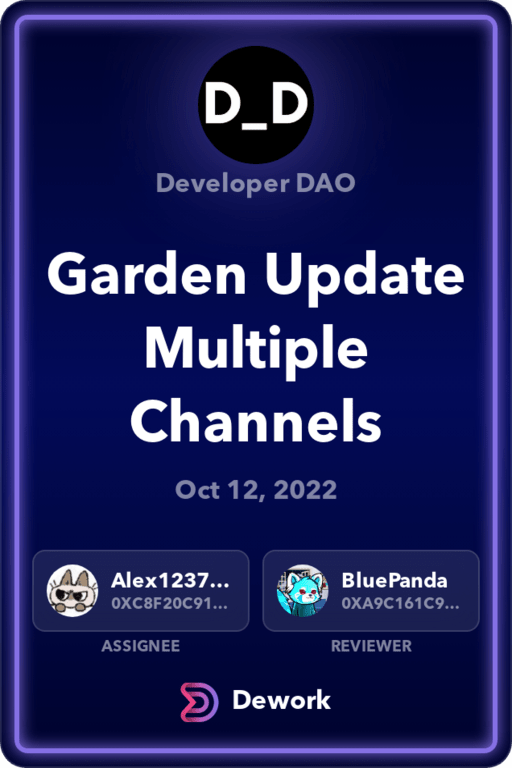 D_D
Developer DAO
Garden Update
Multiple
Channels
Oct 12, 2022
Alex1237...
0XC8F20C91...
ASSIGNEE
BluePanda
0XA9C161C9...
REVIEWER
Dework